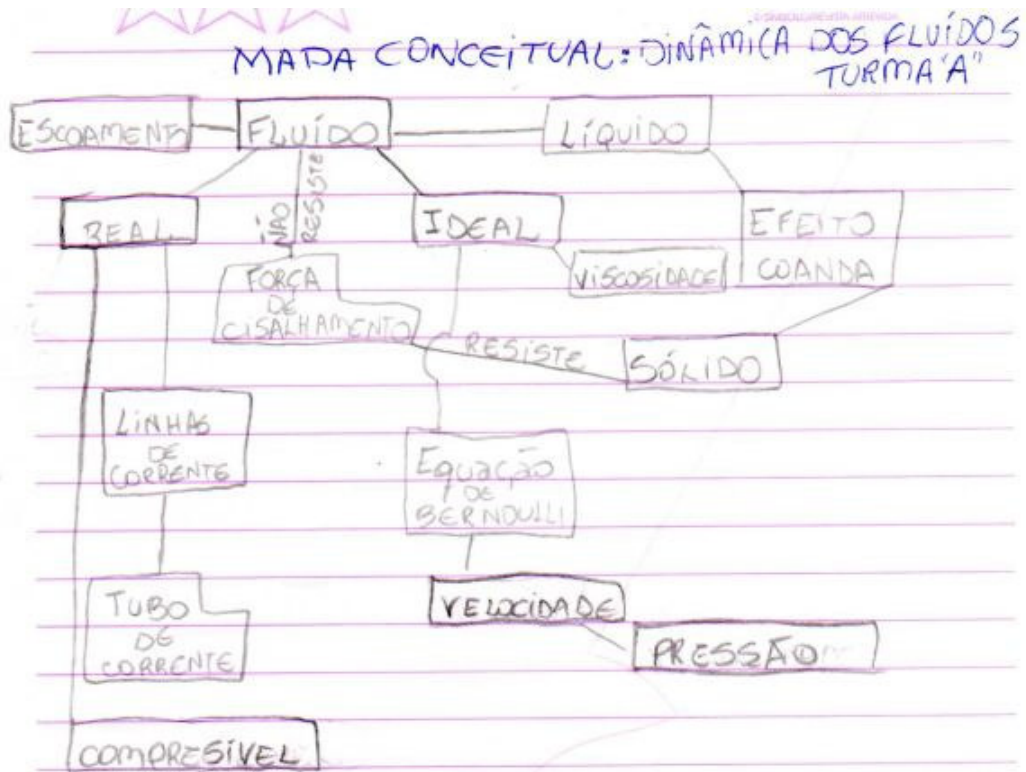 MAPA CONCEITUAL: DINÂMICA DOS FLUÍDOS
TURMA "A"
ESCOAMENTO
FLUÍDO
LÍQUIDO
NÃO
RESISTE
REAL
IDEAL
EFEITO
COANDA
VISCOSIDADE
FORÇA
DE
CISALHAMENTO
RESISTE
SÓLIDO
LINHAS
DE
CORRENTE
EQUAÇÃO
DE
BERNOULLI
TUBO
DE
CORRENTE
VELOCIDADE
PRESSÃO
COMPRESÍVEL